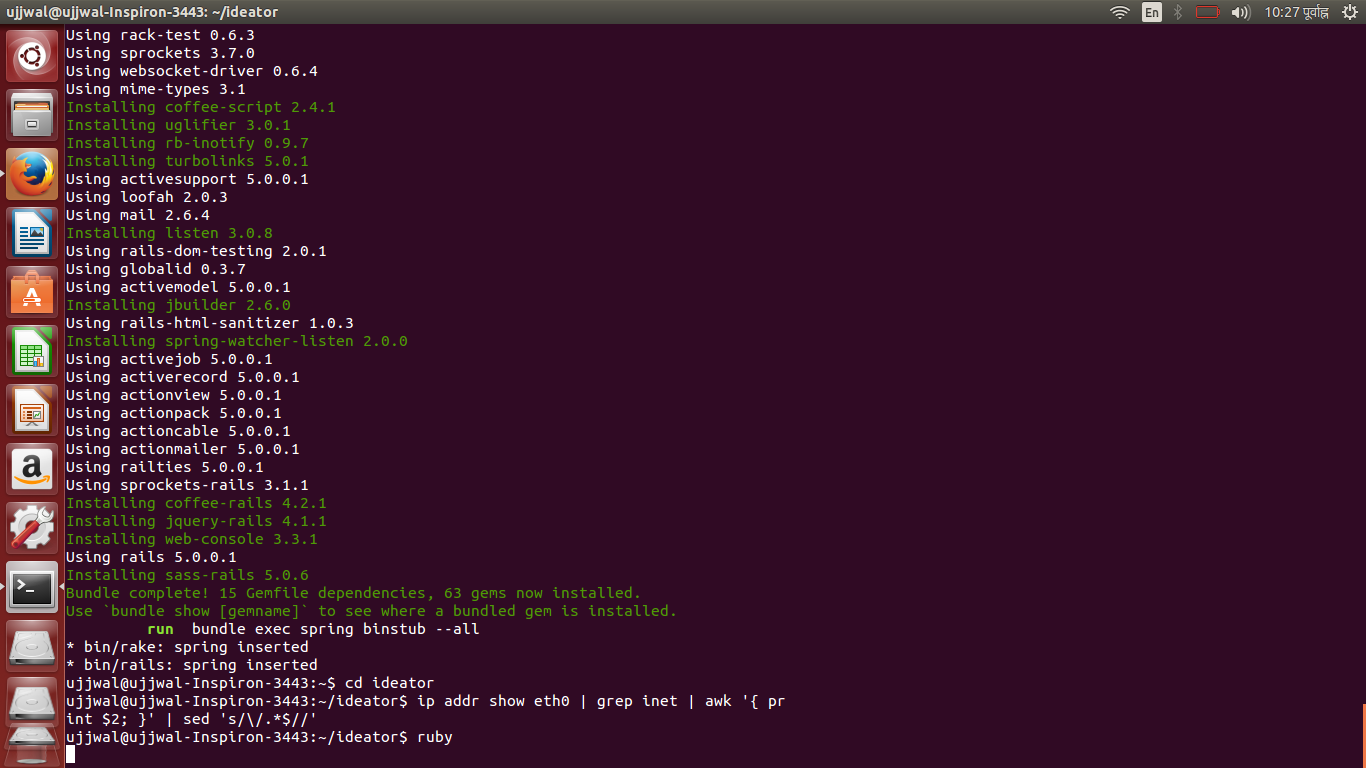 ujjwal@ujjwal-Inspiron-3443: ~/ideator
En
10:27 पूर्वाह्न
Using rack-test 0.6.3
Using sprockets 3.7.0
Using websocket-driver 0.6.4
Using mime-types 3.1
Installing coffee-script 2.4.1
Installing uglifier 3.0.1
Installing rb-inotify 0.9.7
Installing turbolinks 5.0.1
Using activesupport 5.0.0.1
Using loofah 2.0.3
Using mail 2.6.4
Installing listen 3.0.8
Using rails-dom-testing 2.0.1
Using globalid 0.3.7
Using activemodel 5.0.0.1
Installing jbuilder 2.6.0
Using rails-html-sanitizer 1.0.3
Installing spring-watcher-listen 2.0.0
Using activejob 5.0.0.1
Using activerecord 5.0.0.1
Using actionview 5.0.0.1
Using actionpack 5.0.0.1
Using actioncable 5.0.0.1
Using actionmailer 5.0.0.1
Using railties 5.0.0.1
Using sprockets-rails 3.1.1
Installing coffee-rails 4.2.1
Installing jquery-rails 4.1.1
Installing web-console 3.3.1
Using rails 5.0.0.1
Installing sass-rails 5.0.6
Bundle complete! 15 Gemfile dependencies, 63 gems now installed.
Use `bundle show [gemname]` to see where a bundled gem is installed.
run  bundle exec spring binstub --all
* bin/rake: spring inserted
* bin/rails: spring inserted
ujjwal@ujjwal-Inspiron-3443:~$ cd ideator
ujjwal@ujjwal-Inspiron-3443:~/ideator$ ip addr show eth0 | grep inet | awk '{ pr
int $2; }' | sed 's/\/.*$//'
ujjwal@ujjwal-Inspiron-3443:~/ideator$ ruby